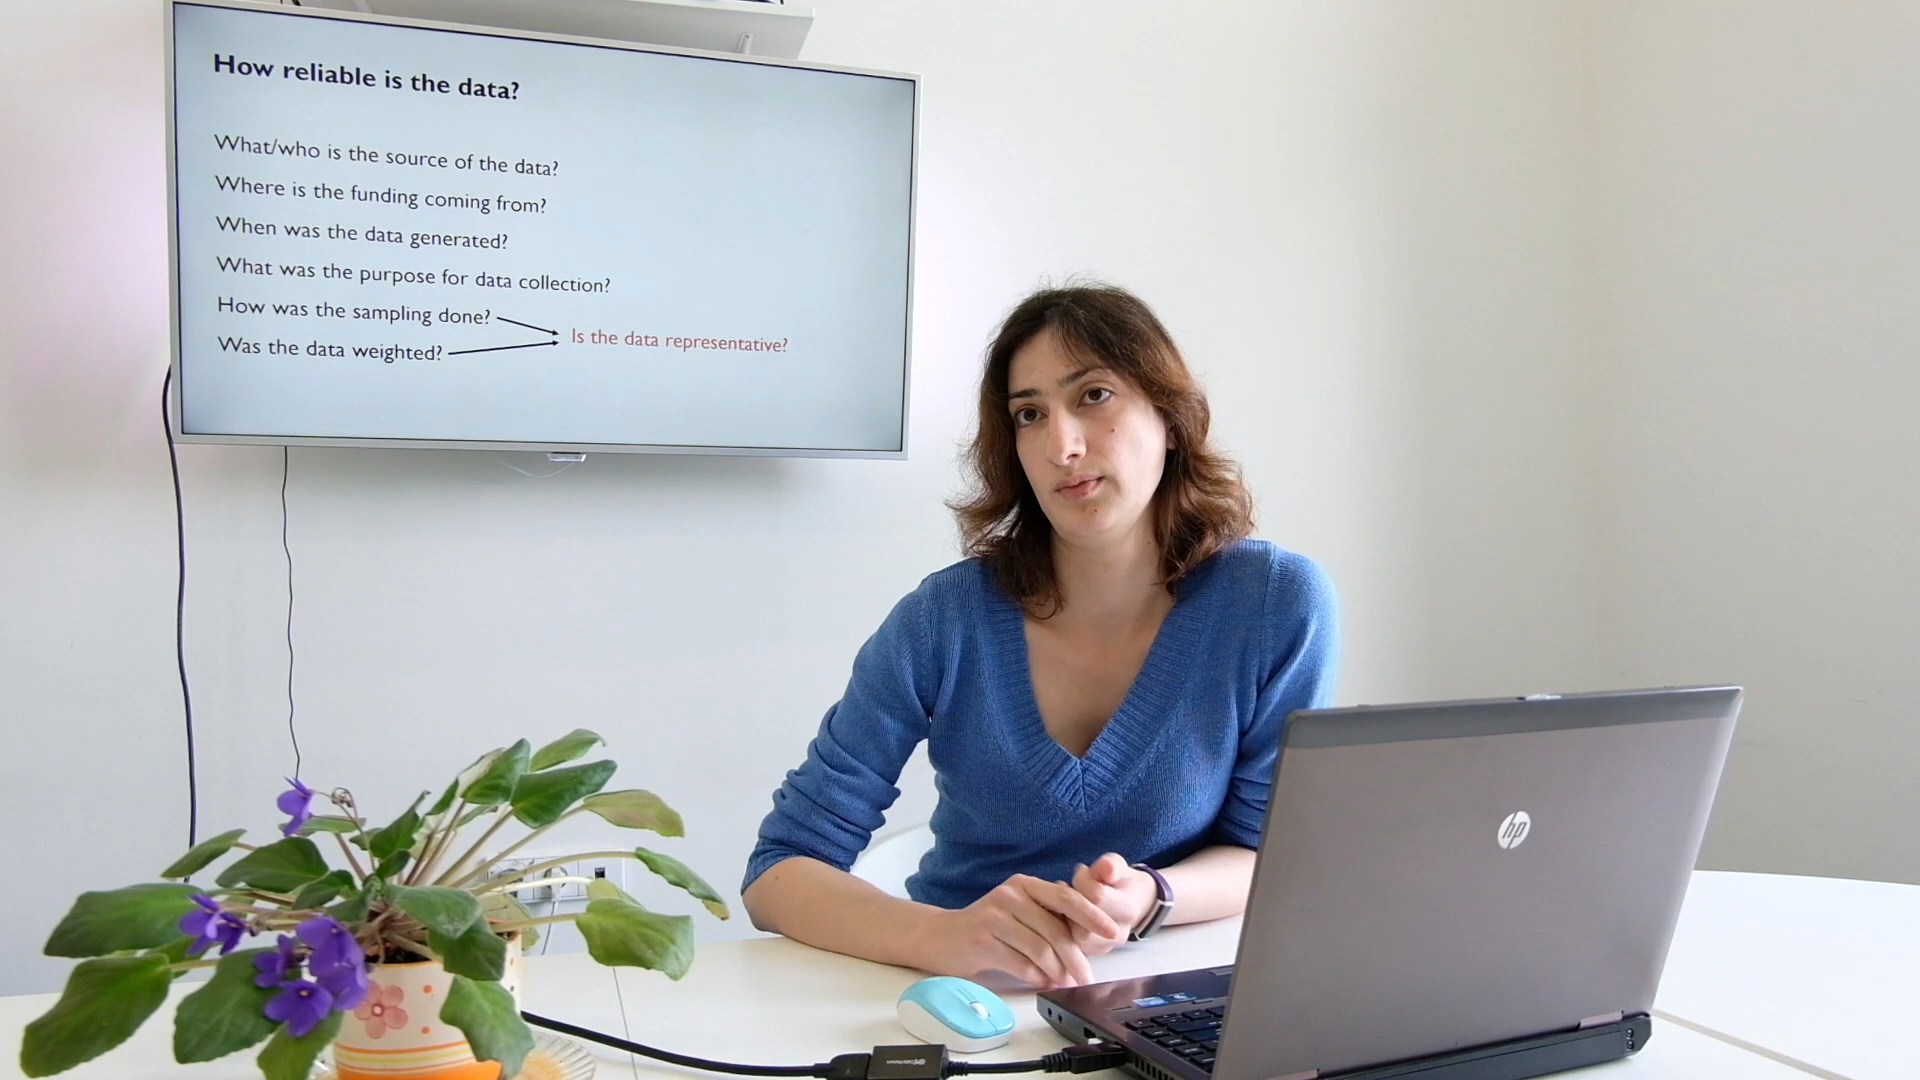 How reliable is the data?
What/who is the source of the data?
Where is the funding coming from?
When was the data generated?
What was the purpose for data collection?
How was the sampling done?
Is the data representative?
Was the data weighted?
hp